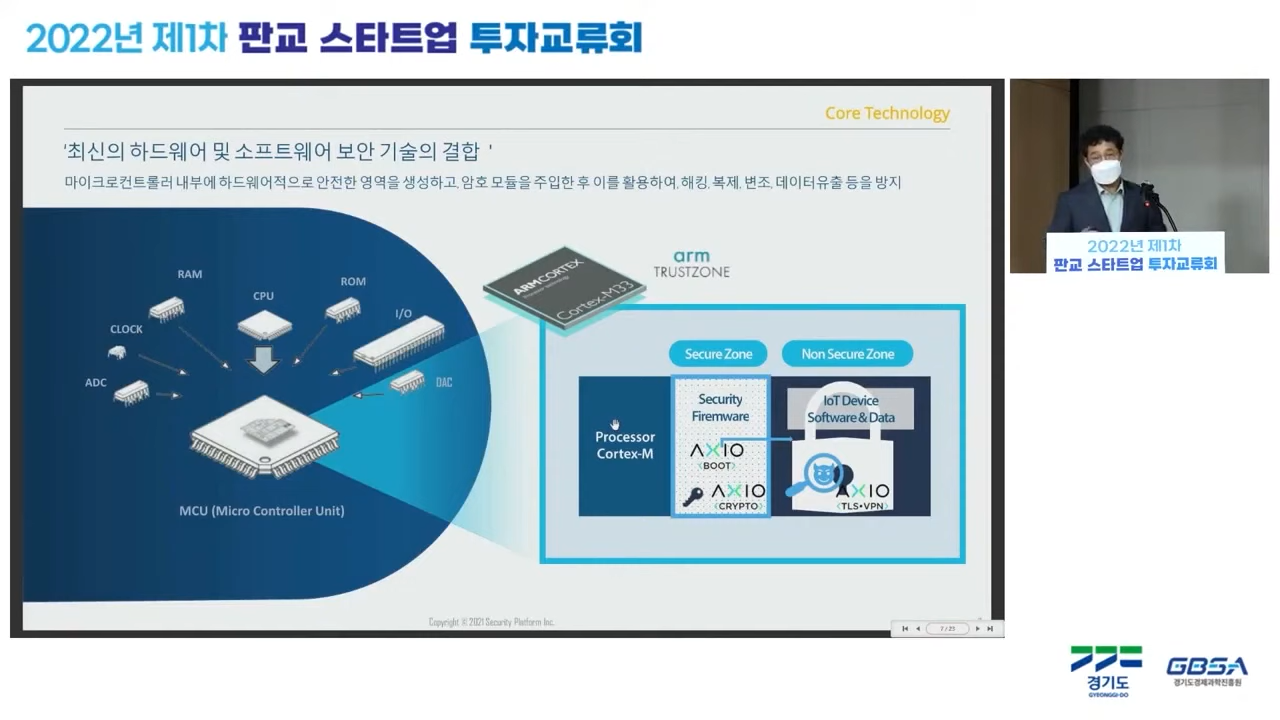 2022년 제1차 판교 스타트업 투자교류회
Core Technology
'최신의 하드웨어 및 소프트웨어 보안 기술의 결합 '
마이크로컨트롤러 내부에 하드웨어적으로 안전한 영역을 생성하고, 암호 모듈을 주입한 후 이를 활용하여, 해킹, 복제, 변조, 데이터유출 등을 방지
RAM
CPU
ROM
I/O
CLOCK
ADC
DAC
MCU (Micro Controller Unit)
ARM CORTEX
Processor Technology
Cortex-M33
arm
TRUSTZONE
Secure Zone
Non Secure Zone
Processor
Cortex-M
Security
Firemware
AXIO
<BOOT>
AXIO
<CRYPTO>
IoT Device
Software & Data
AXIO
<TLS•VPN>
Copyright © 2021 Security Platform Inc.
7 / 23
2022년 제1차
판교 스타트업 투자교류회
경기도
GYEONGGI-DO
GBSA
경기도경제과학진흥원